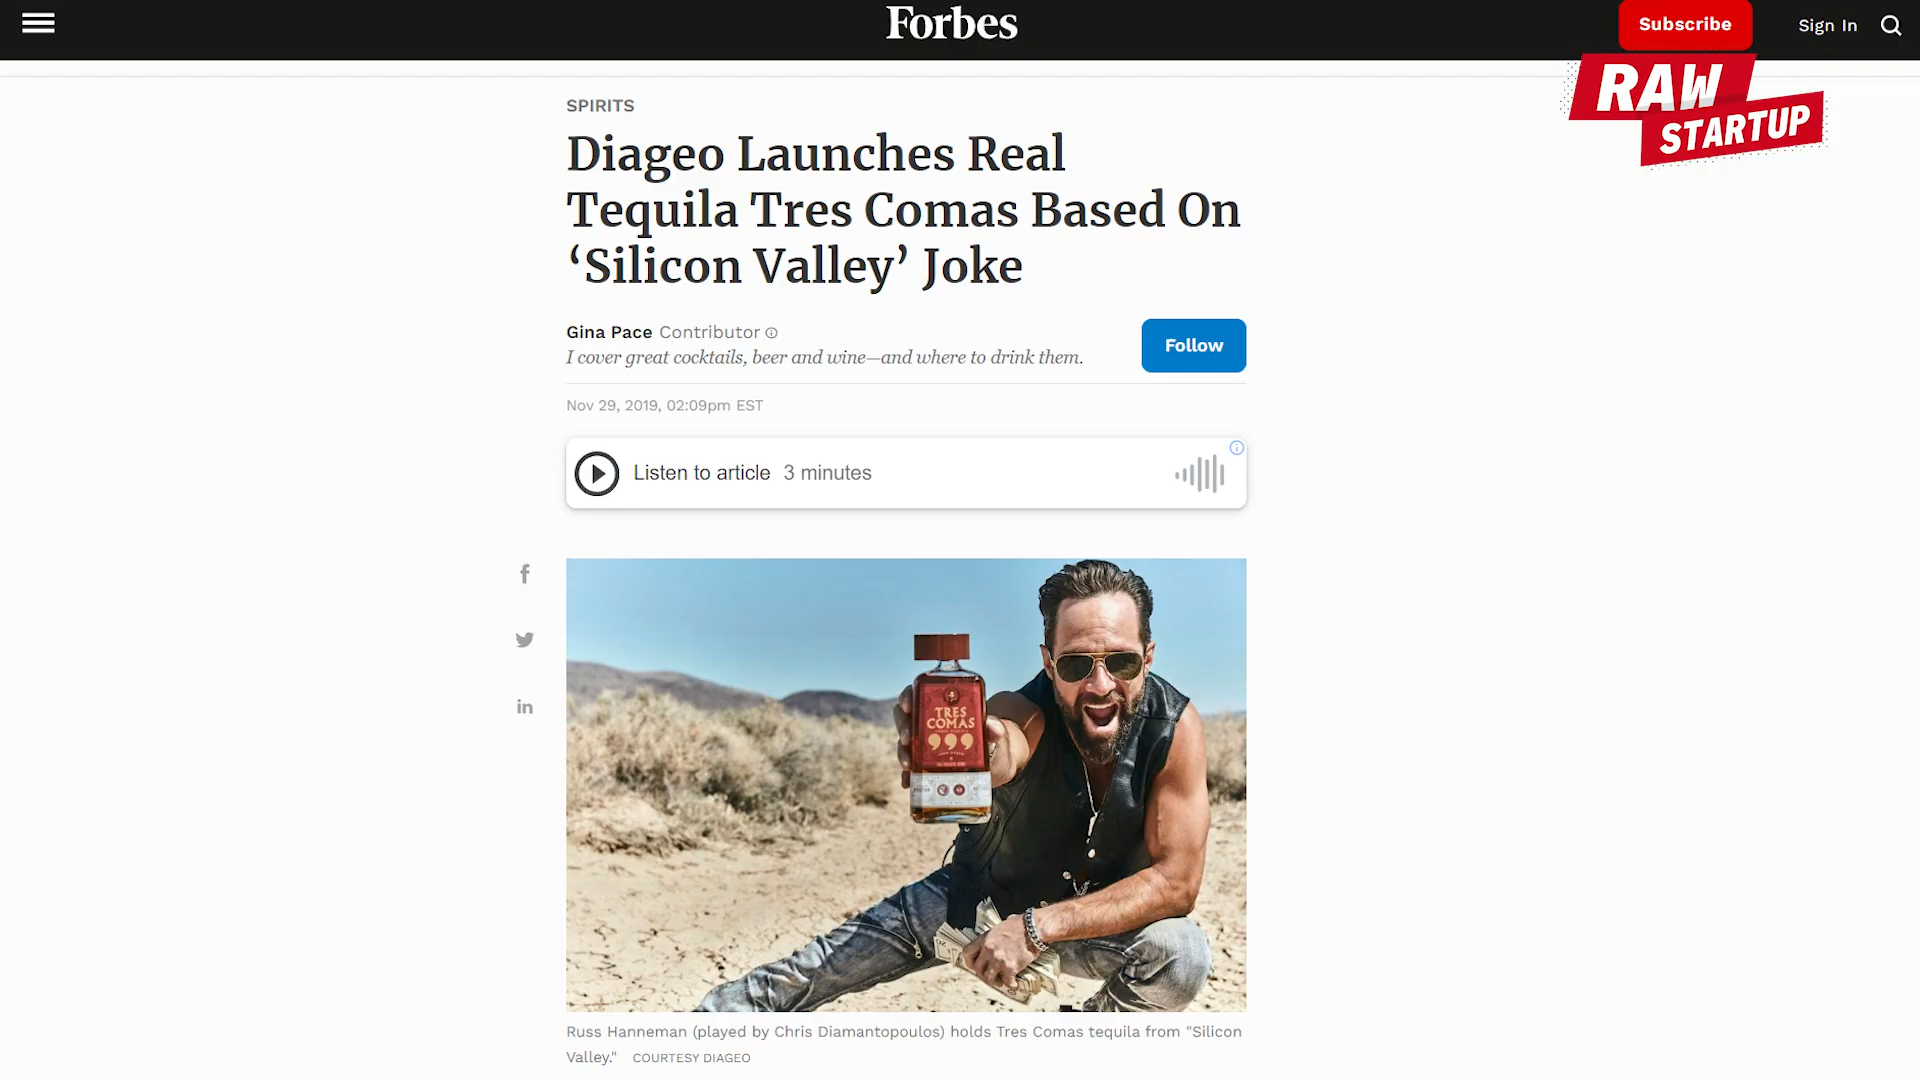 Forbes
Subscribe
Sign In
RAW
STARTUP
SPIRITS
Diageo Launches Real
Tequila Tres Comas Based On
‘Silicon Valley’ Joke
Gina Pace Contributor
I cover great cocktails, beer and wine—and where to drink them.
Follow
Nov 29, 2019, 02:09pm EST
Listen to article 3 minutes
f
in
TRES
COMAS
999
Russ Hanneman (played by Chris Diamantopoulos) holds Tres Comas tequila from "Silicon
Valley." COURTESY DIAGEO